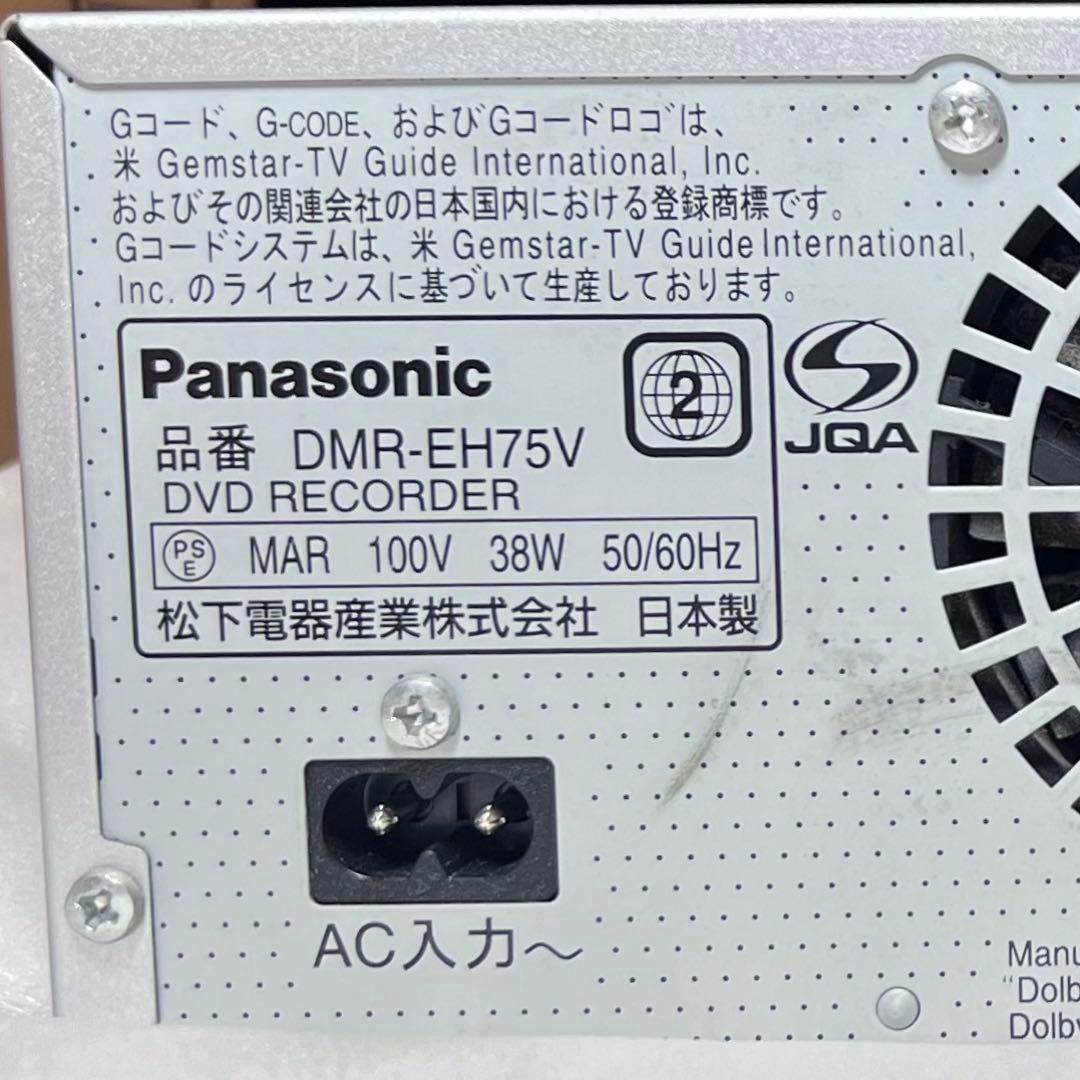 Gコード、G-CODE、およびGコードロゴは、
米 Gemstar-TV Guide International, Inc.
およびその関連会社の日本国内における登録商標です。
Gコードシステムは、米 Gemstar-TV Guide International,
Inc. のライセンスに基づいて生産しております。
Panasonic
2
JQA
品番 DMR-EH75V
DVD RECORDER
PSE MAR 100V 38W 50/60Hz
松下電器産業株式会社 日本製
AC入力～
Manu
"Dolb
Dolby